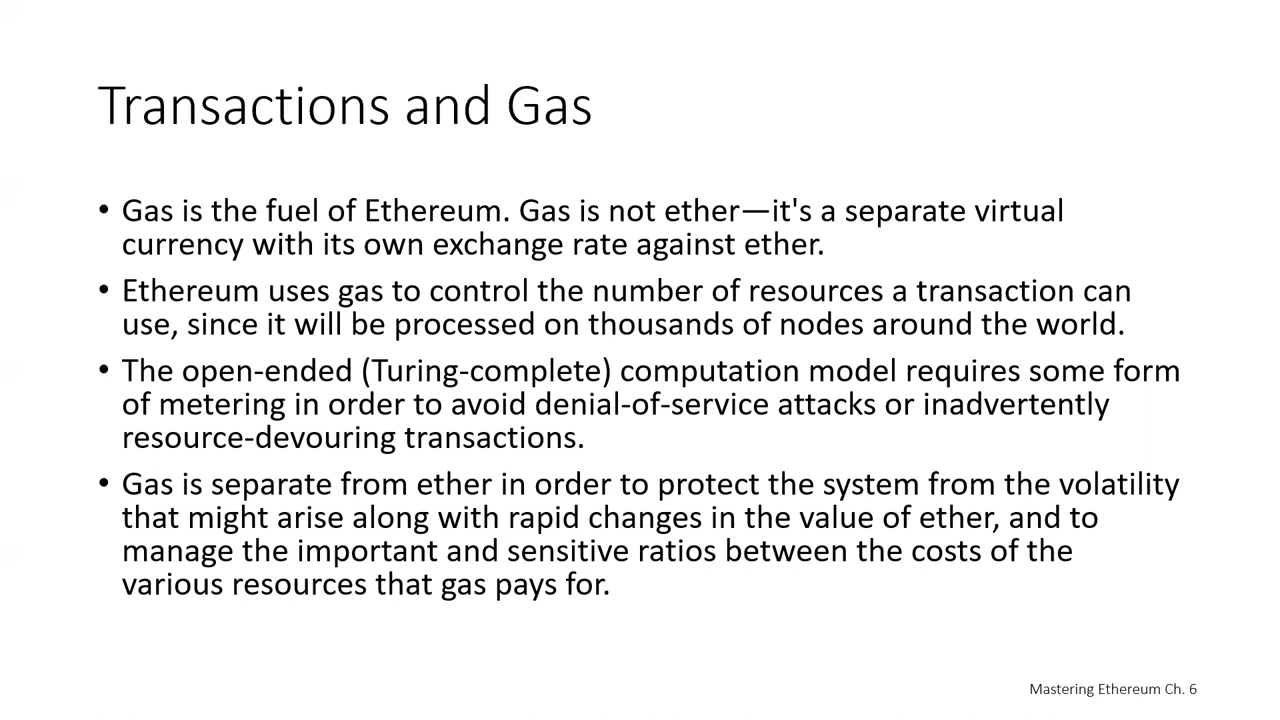 Transactions and Gas
• Gas is the fuel of Ethereum. Gas is not ether—it's a separate virtual
currency with its own exchange rate against ether.
• Ethereum uses gas to control the number of resources a transaction can
use, since it will be processed on thousands of nodes around the world.
• The open-ended (Turing-complete) computation model requires some form
of metering in order to avoid denial-of-service attacks or inadvertently
resource-devouring transactions.
• Gas is separate from ether in order to protect the system from the volatility
that might arise along with rapid changes in the value of ether, and to
manage the important and sensitive ratios between the costs of the
various resources that gas pays for.
Mastering Ethereum Ch. 6